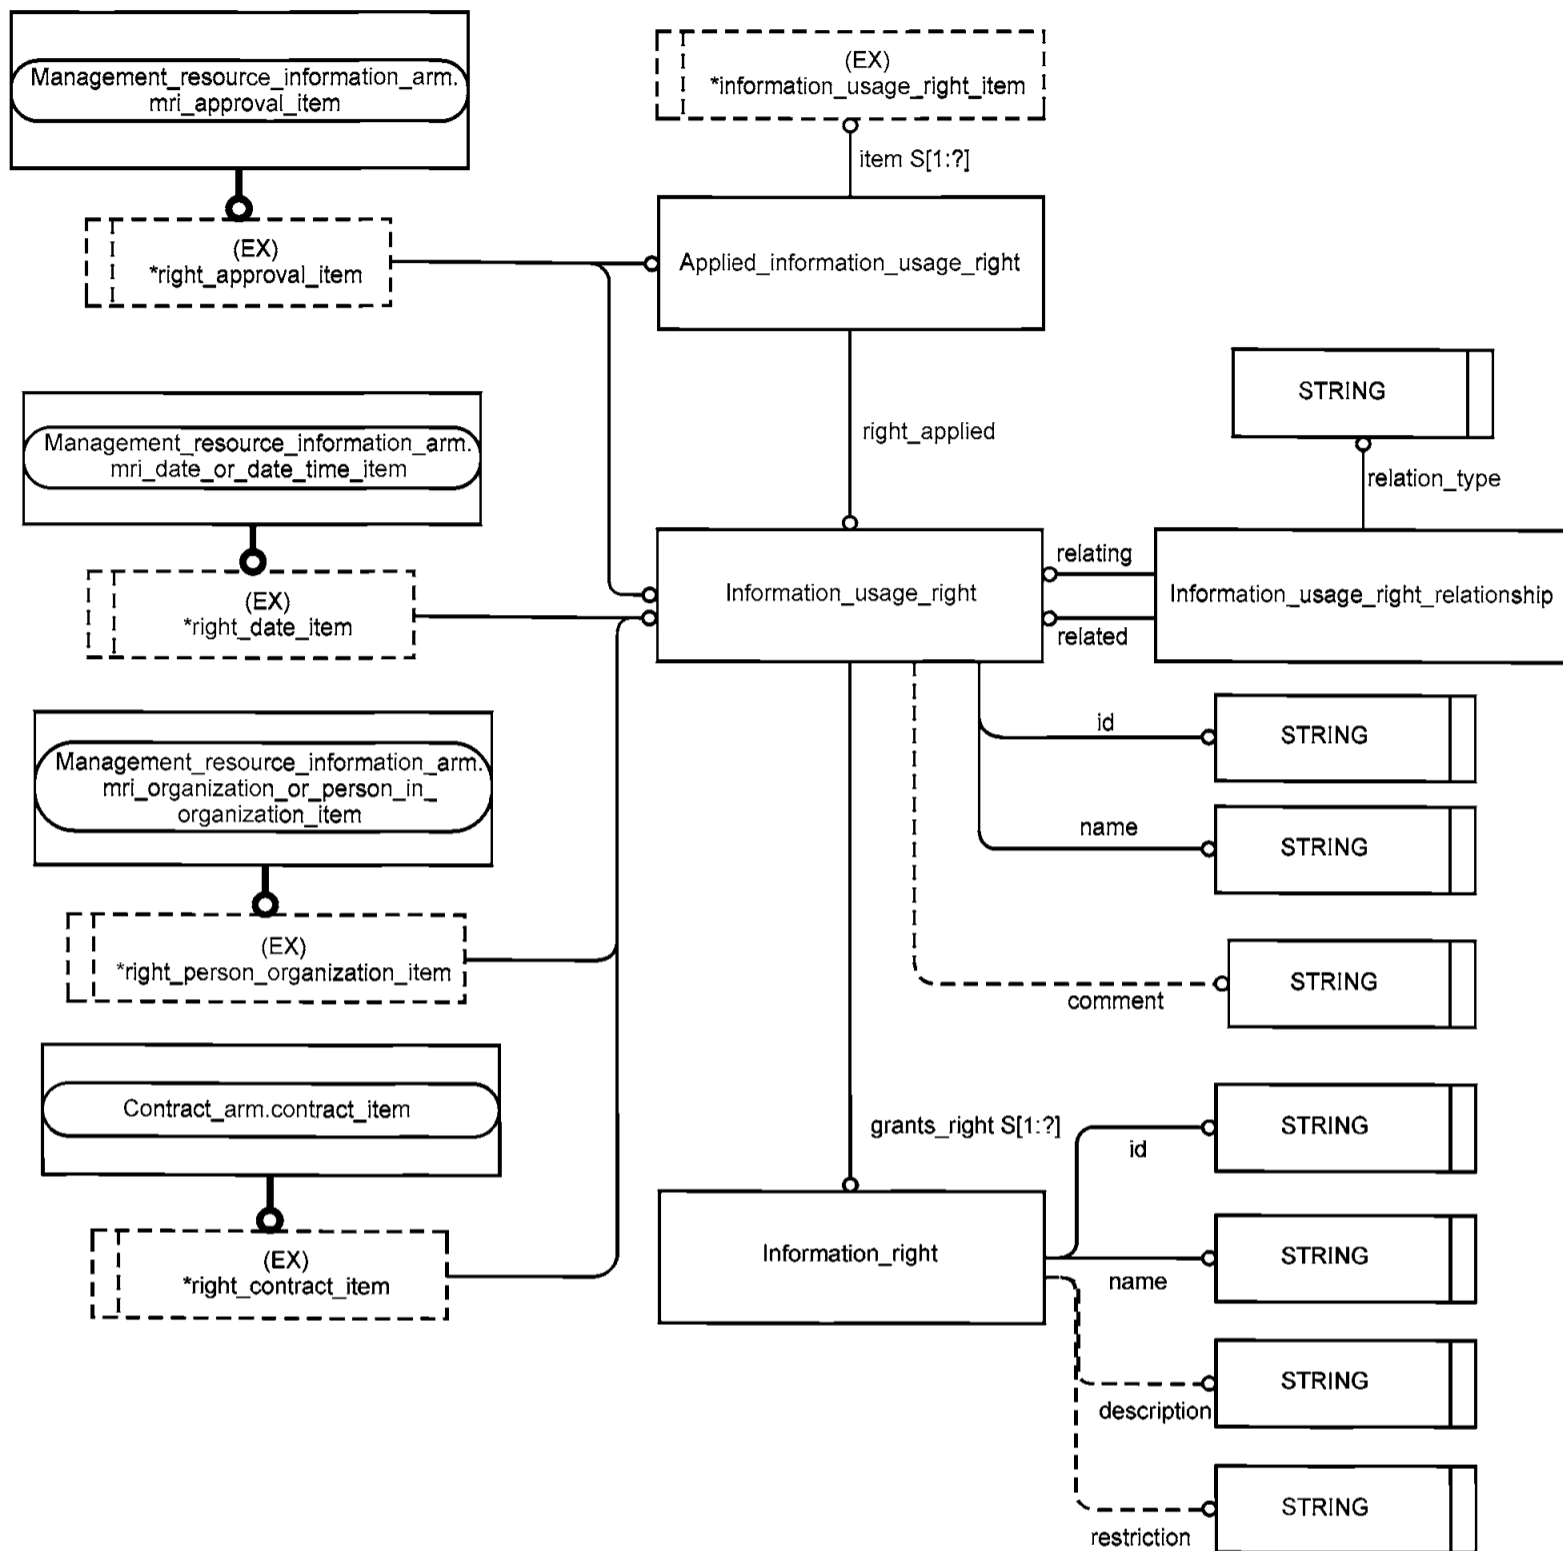 Management_resource_information_arm.
mri_approval_item
(EX)
*right_approval_item
(EX)
*information_usage_right_item
item S[1:?]
Applied_information_usage_right
right_applied
Management_resource_information_arm.
mri_date_or_date_time_item
(EX)
*right_date_item
STRING
relation_type
Information_usage_right
relating
related
Information_usage_right_relationship
id
STRING
name
STRING
comment
STRING
Management_resource_information_arm.
mri_organization_or_person_in_
organization_item
(EX)
*right_person_organization_item
Contract_arm.contract_item
(EX)
*right_contract_item
grants_right S[1:?]
Information_right
id
STRING
name
STRING
description
STRING
restriction
STRING